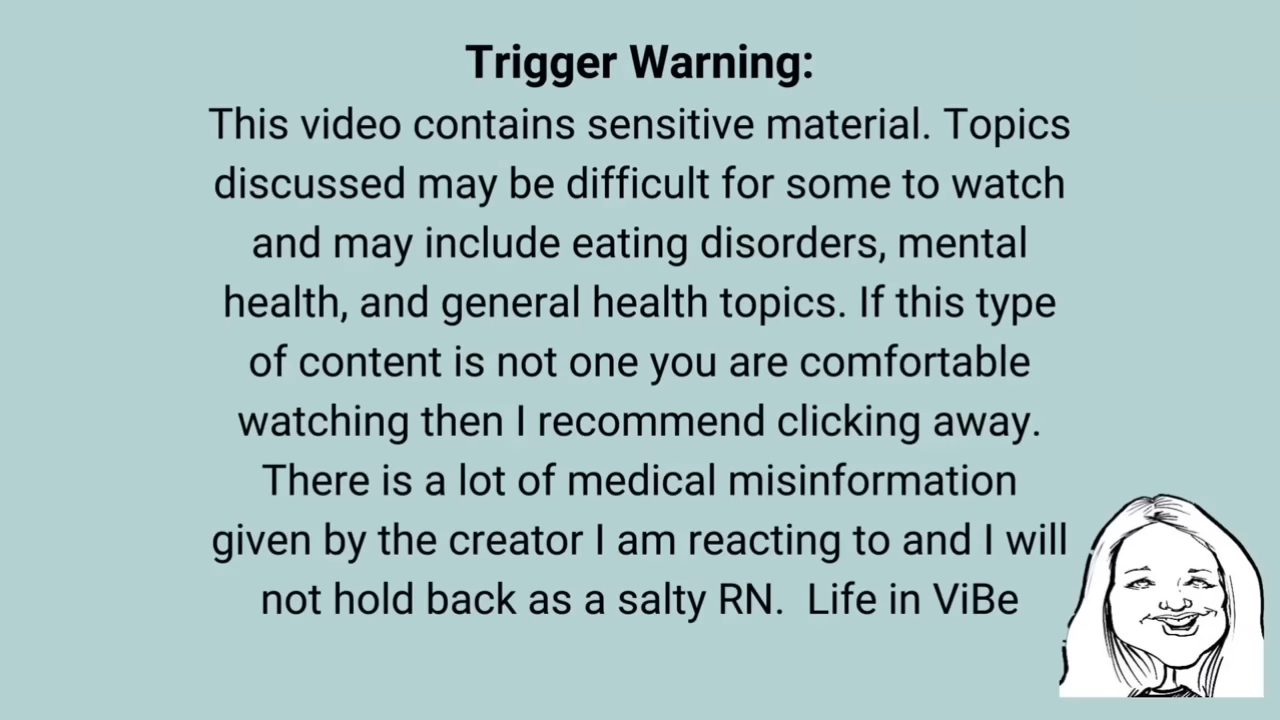 Trigger Warning:
This video contains sensitive material. Topics
discussed may be difficult for some to watch
and may include eating disorders, mental
health, and general health topics. If this type
of content is not one you are comfortable
watching then I recommend clicking away.
There is a lot of medical misinformation
given by the creator I am reacting to and I will
not hold back as a salty RN.  Life in ViBe